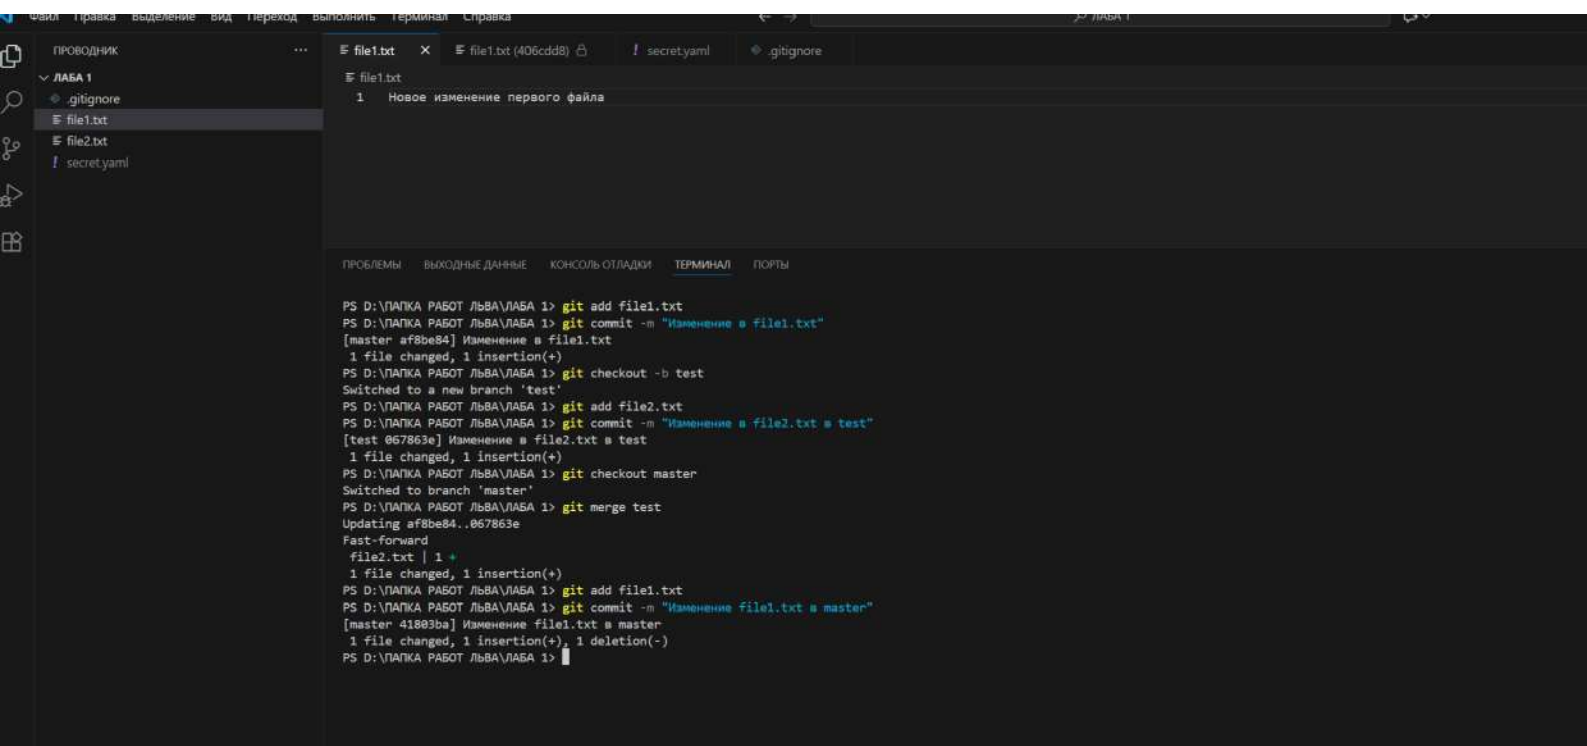 Файл Правка Выделение Вид Переход Выполнить Терминал Справка
ЛАБА 1
ПРОВОДНИК
ЛАБА 1
.gitignore
file1.txt
file2.txt
secret.yaml
file1.txt file1.txt (406cdd8) secret.yaml .gitignore
file1.txt
1 Новое изменение первого файла
ПРОБЛЕМЫ ВЫХОДНЫЕ ДАННЫЕ КОНСОЛЬ ОТЛАДКИ ТЕРМИНАЛ ПОРТЫ
PS D:\ПАПКА РАБОТ ЛЬВА\ЛАБА 1> git add file1.txt
PS D:\ПАПКА РАБОТ ЛЬВА\ЛАБА 1> git commit -m "Изменение в file1.txt"
[master af8be84] Изменение в file1.txt
1 file changed, 1 insertion(+)
PS D:\ПАПКА РАБОТ ЛЬВА\ЛАБА 1> git checkout -b test
Switched to a new branch 'test'
PS D:\ПАПКА РАБОТ ЛЬВА\ЛАБА 1> git add file2.txt
PS D:\ПАПКА РАБОТ ЛЬВА\ЛАБА 1> git commit -m "Изменение в file2.txt в test"
[test 067863e] Изменение в file2.txt в test
1 file changed, 1 insertion(+)
PS D:\ПАПКА РАБОТ ЛЬВА\ЛАБА 1> git checkout master
Switched to branch 'master'
PS D:\ПАПКА РАБОТ ЛЬВА\ЛАБА 1> git merge test
Updating af8be84..067863e
Fast-forward
file2.txt | 1 +
1 file changed, 1 insertion(+)
PS D:\ПАПКА РАБОТ ЛЬВА\ЛАБА 1> git add file1.txt
PS D:\ПАПКА РАБОТ ЛЬВА\ЛАБА 1> git commit -m "Изменение file1.txt в master"
[master 41803ba] Изменение file1.txt в master
1 file changed, 1 insertion(+), 1 deletion(-)
PS D:\ПАПКА РАБОТ ЛЬВА\ЛАБА 1>